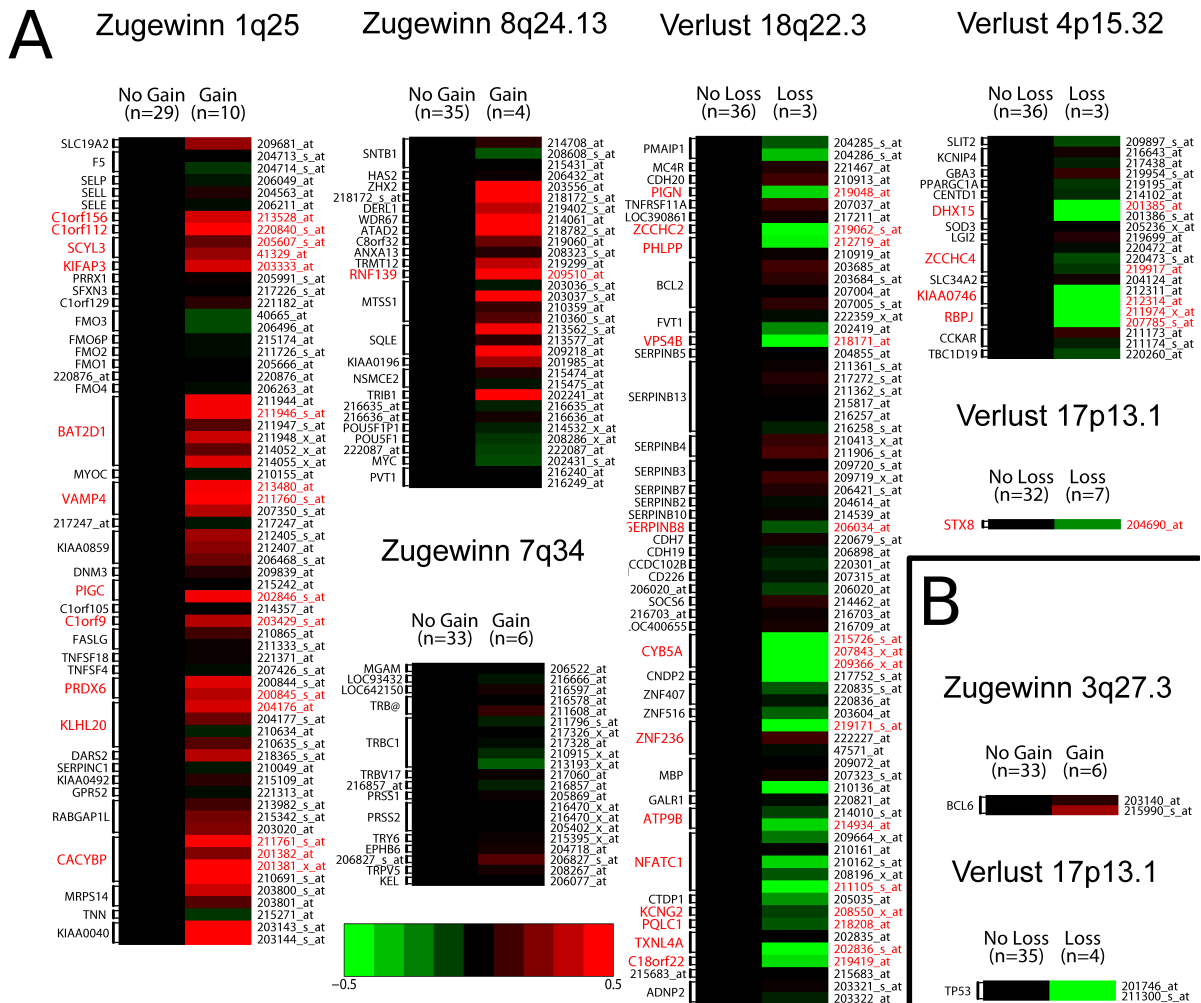 A
Zugewinn 1q25
No Gain Gain
(n=29) (n=10)
SLC19A2 209681_at
F5 204713_s_at
204714_s_at
SELP 206049_at
SELL 204563_at
SELE 206211_at
C1orf156 213528_at
C1orf112 220840_s_at
SCYL3 205607_s_at
41329_at
KIFAP3 203333_at
PRRX1 205991_s_at
SFXN3 217226_s_at
C1orf129 221182_at
FMO3 40665_at
206496_at
FMO6P 215174_at
FMO2 211726_s_at
FMO1 205666_at
220876_at 220876_at
FMO4 206263_at
BAT2D1 211944_at
211946_s_at
211947_s_at
211948_x_at
214052_x_at
214055_x_at
MYOC 210155_at
VAMP4 213480_at
211760_s_at
207350_s_at
217247_at 217247_at
KIAA0859 212405_s_at
212407_at
206468_s_at
DNM3 209839_at
PIGC 215242_at
202846_s_at
C1orf105 214357_at
C1orf9 203429_s_at
FASLG 210865_at
211333_s_at
TNFSF18 221371_at
TNFSF4 207426_s_at
PRDX6 200844_s_at
200845_s_at
KLHL20 204176_at
204177_s_at
210634_at
210635_s_at
DARS2 218365_s_at
SERPINC1 210049_at
KIAA0492 215109_at
GPR52 221313_at
RABGAP1L 213982_s_at
215342_s_at
203020_at
CACYBP 211761_s_at
201382_at
201381_x_at
210691_s_at
MRPS14 203800_s_at
203801_at
TNN 215271_at
KIAA0040 203143_s_at
203144_s_at
Zugewinn 8q24.13
No Gain Gain
(n=35) (n=4)
SNTB1 214708_at
208608_s_at
215431_at
HAS2 206432_at
ZHX2 203556_at
218172_s_at 218172_s_at
DERL1 219402_s_at
WDR67 214061_at
ATAD2 218782_s_at
C8orf32 219060_at
ANXA13 208323_s_at
TRMT12 219299_at
RNF139 209510_at
MTSS1 203036_s_at
203037_s_at
210359_at
210360_s_at
SQLE 213562_s_at
213577_at
209218_at
KIAA0196 201985_at
NSMCE2 215474_at
215475_at
TRIB1 202241_at
216635_at 216635_at
216636_at 216636_at
POU5F1P1 214532_x_at
POU5F1 208286_x_at
222087_at 222087_at
MYC 202431_s_at
PVT1 216240_at
216249_at
Zugewinn 7q34
No Gain Gain
(n=33) (n=6)
MGAM 206522_at
LOC93432 216666_at
LOC642150 216597_at
TRB@ 216578_at
211608_at
TRBC1 211796_s_at
217326_x_at
217328_at
210915_x_at
213193_x_at
TRBV17 217060_at
216857_at 216857_at
PRSS1 205869_at
PRSS2 216470_x_at
216470_x_at
205402_x_at
TRY6 215395_x_at
EPHB6 204718_at
206827_s_at 206827_s_at
TRPV5 208267_at
KEL 206077_at
−0.5 0.5
Verlust 18q22.3
No Loss Loss
(n=36) (n=3)
PMAIP1 204285_s_at
204286_s_at
MC4R 221467_at
CDH20 210913_at
PIGN 219048_at
TNFRSF11A 207037_at
LOC390861 217211_at
ZCCHC2 219062_s_at
PHLPP 212719_at
210919_at
BCL2 203685_at
203684_s_at
207004_at
207005_s_at
FVT1 222359_x_at
202419_at
VPS4B 218171_at
SERPINB5 204855_at
SERPINB13 211361_s_at
217272_s_at
211362_s_at
215817_at
216257_at
216258_s_at
SERPINB4 210413_x_at
211906_s_at
SERPINB3 209720_s_at
209719_x_at
SERPINB7 206421_s_at
SERPINB2 204614_at
SERPINB10 214539_at
SERPINB8 206034_at
CDH7 220679_s_at
CDH19 206898_at
CCDC102B 220301_at
CD226 207315_at
206020_at 206020_at
SOCS6 214462_at
216703_at 216703_at
LOC400655 216709_at
CYB5A 215726_s_at
207843_x_at
209366_x_at
CNDP2 217752_s_at
ZNF407 220835_s_at
220836_at
ZNF516 203604_at
ZNF236 219171_s_at
222227_at
47571_at
MBP 209072_at
207323_s_at
210136_at
GALR1 220821_at
ATP9B 214010_s_at
214934_at
NFATC1 209664_x_at
210161_at
210162_s_at
208196_x_at
211105_s_at
CTDP1 205035_at
KCNG2 208550_x_at
PQLC1 218208_at
TXNL4A 202835_at
202836_s_at
C18orf22 219419_at
215683_at 215683_at
ADNP2 203321_s_at
203322_at
Verlust 4p15.32
No Loss Loss
(n=36) (n=3)
SLIT2 209897_s_at
KCNIP4 216643_at
217438_at
GBA3 219954_s_at
PPARGC1A 219195_at
CENTD1 214102_at
DHX15 201385_at
201386_s_at
SOD3 205236_x_at
LGI2 219699_at
ZCCHC4 220472_at
220473_s_at
219917_at
SLC34A2 204124_at
KIAA0746 212311_at
212314_at
RBPJ 211974_x_at
207785_s_at
CCKAR 211173_at
211174_s_at
TBC1D19 220260_at
Verlust 17p13.1
No Loss Loss
(n=32) (n=7)
STX8 204690_at
B
Zugewinn 3q27.3
No Gain Gain
(n=33) (n=6)
BCL6 203140_at
215990_s_at
Verlust 17p13.1
No Loss Loss
(n=35) (n=4)
TP53 201746_at
211300_s_at